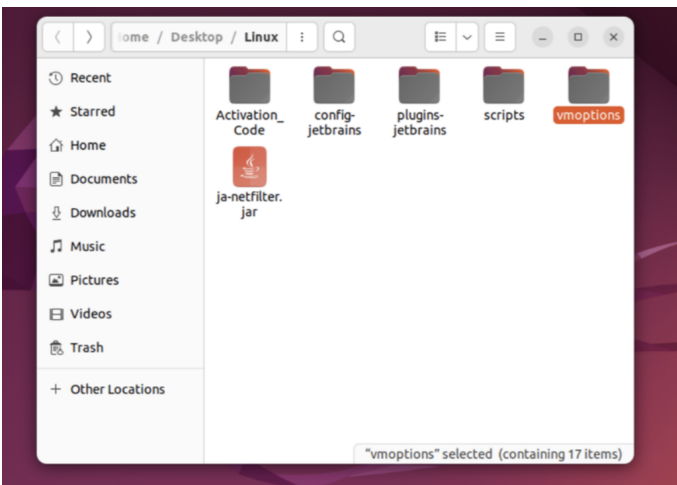 ome / Desktop / Linux
Recent
Starred
Home
Documents
Downloads
Music
Pictures
Videos
Trash
+ Other Locations
Activation_
Code
config-
jetbrains
plugins-
jetbrains
scripts
vmoptions
ja-netfilter.
jar
"vmoptions" selected (containing 17 items)